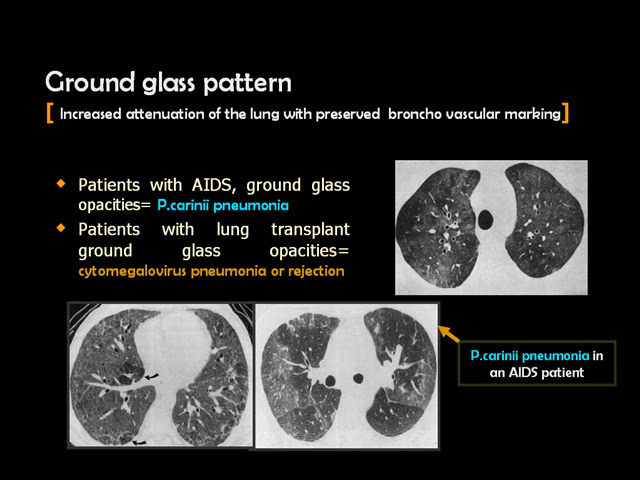 Ground glass pattern
[ Increased attenuation of the lung with preserved broncho vascular marking]
Patients with AIDS, ground glass
opacities= P.carinii pneumonia
Patients with lung transplant
ground glass opacities=
cytomegalovirus pneumonia or rejection
P.carinii pneumonia in
an AIDS patient